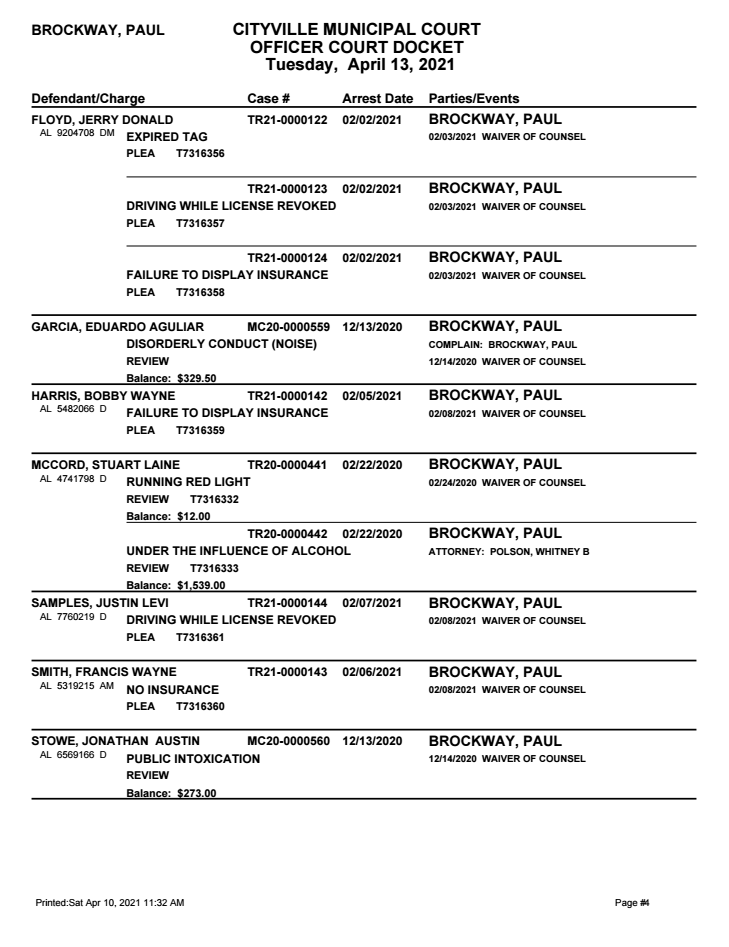 BROCKWAY, PAUL
CITYVILLE MUNICIPAL COURT
OFFICER COURT DOCKET
Tuesday, April 13, 2021
Defendant/Charge Case # Arrest Date Parties/Events
FLOYD, JERRY DONALD TR21-0000122 02/02/2021 BROCKWAY, PAUL
AL 9204708 DM EXPIRED TAG 02/03/2021 WAIVER OF COUNSEL
PLEA T7316356
TR21-0000123 02/02/2021 BROCKWAY, PAUL
DRIVING WHILE LICENSE REVOKED 02/03/2021 WAIVER OF COUNSEL
PLEA T7316357
TR21-0000124 02/02/2021 BROCKWAY, PAUL
FAILURE TO DISPLAY INSURANCE 02/03/2021 WAIVER OF COUNSEL
PLEA T7316358
GARCIA, EDUARDO AGULIAR MC20-0000559 12/13/2020 BROCKWAY, PAUL
DISORDERLY CONDUCT (NOISE) COMPLAIN: BROCKWAY, PAUL
REVIEW 12/14/2020 WAIVER OF COUNSEL
Balance: $329.50
HARRIS, BOBBY WAYNE TR21-0000142 02/05/2021 BROCKWAY, PAUL
AL 5482066 D FAILURE TO DISPLAY INSURANCE 02/08/2021 WAIVER OF COUNSEL
PLEA T7316359
MCCORD, STUART LAINE TR20-0000441 02/22/2020 BROCKWAY, PAUL
AL 4741798 D RUNNING RED LIGHT 02/24/2020 WAIVER OF COUNSEL
REVIEW T7316332
Balance: $12.00
TR20-0000442 02/22/2020 BROCKWAY, PAUL
UNDER THE INFLUENCE OF ALCOHOL ATTORNEY: POLSON, WHITNEY B
REVIEW T7316333
Balance: $1,539.00
SAMPLES, JUSTIN LEVI TR21-0000144 02/07/2021 BROCKWAY, PAUL
AL 7760219 D DRIVING WHILE LICENSE REVOKED 02/08/2021 WAIVER OF COUNSEL
PLEA T7316361
SMITH, FRANCIS WAYNE TR21-0000143 02/06/2021 BROCKWAY, PAUL
AL 5319215 AM NO INSURANCE 02/08/2021 WAIVER OF COUNSEL
PLEA T7316360
STOWE, JONATHAN AUSTIN MC20-0000560 12/13/2020 BROCKWAY, PAUL
AL 6569166 D PUBLIC INTOXICATION 12/14/2020 WAIVER OF COUNSEL
REVIEW
Balance: $273.00
Printed:Sat Apr 10, 2021 11:32 AM Page #4